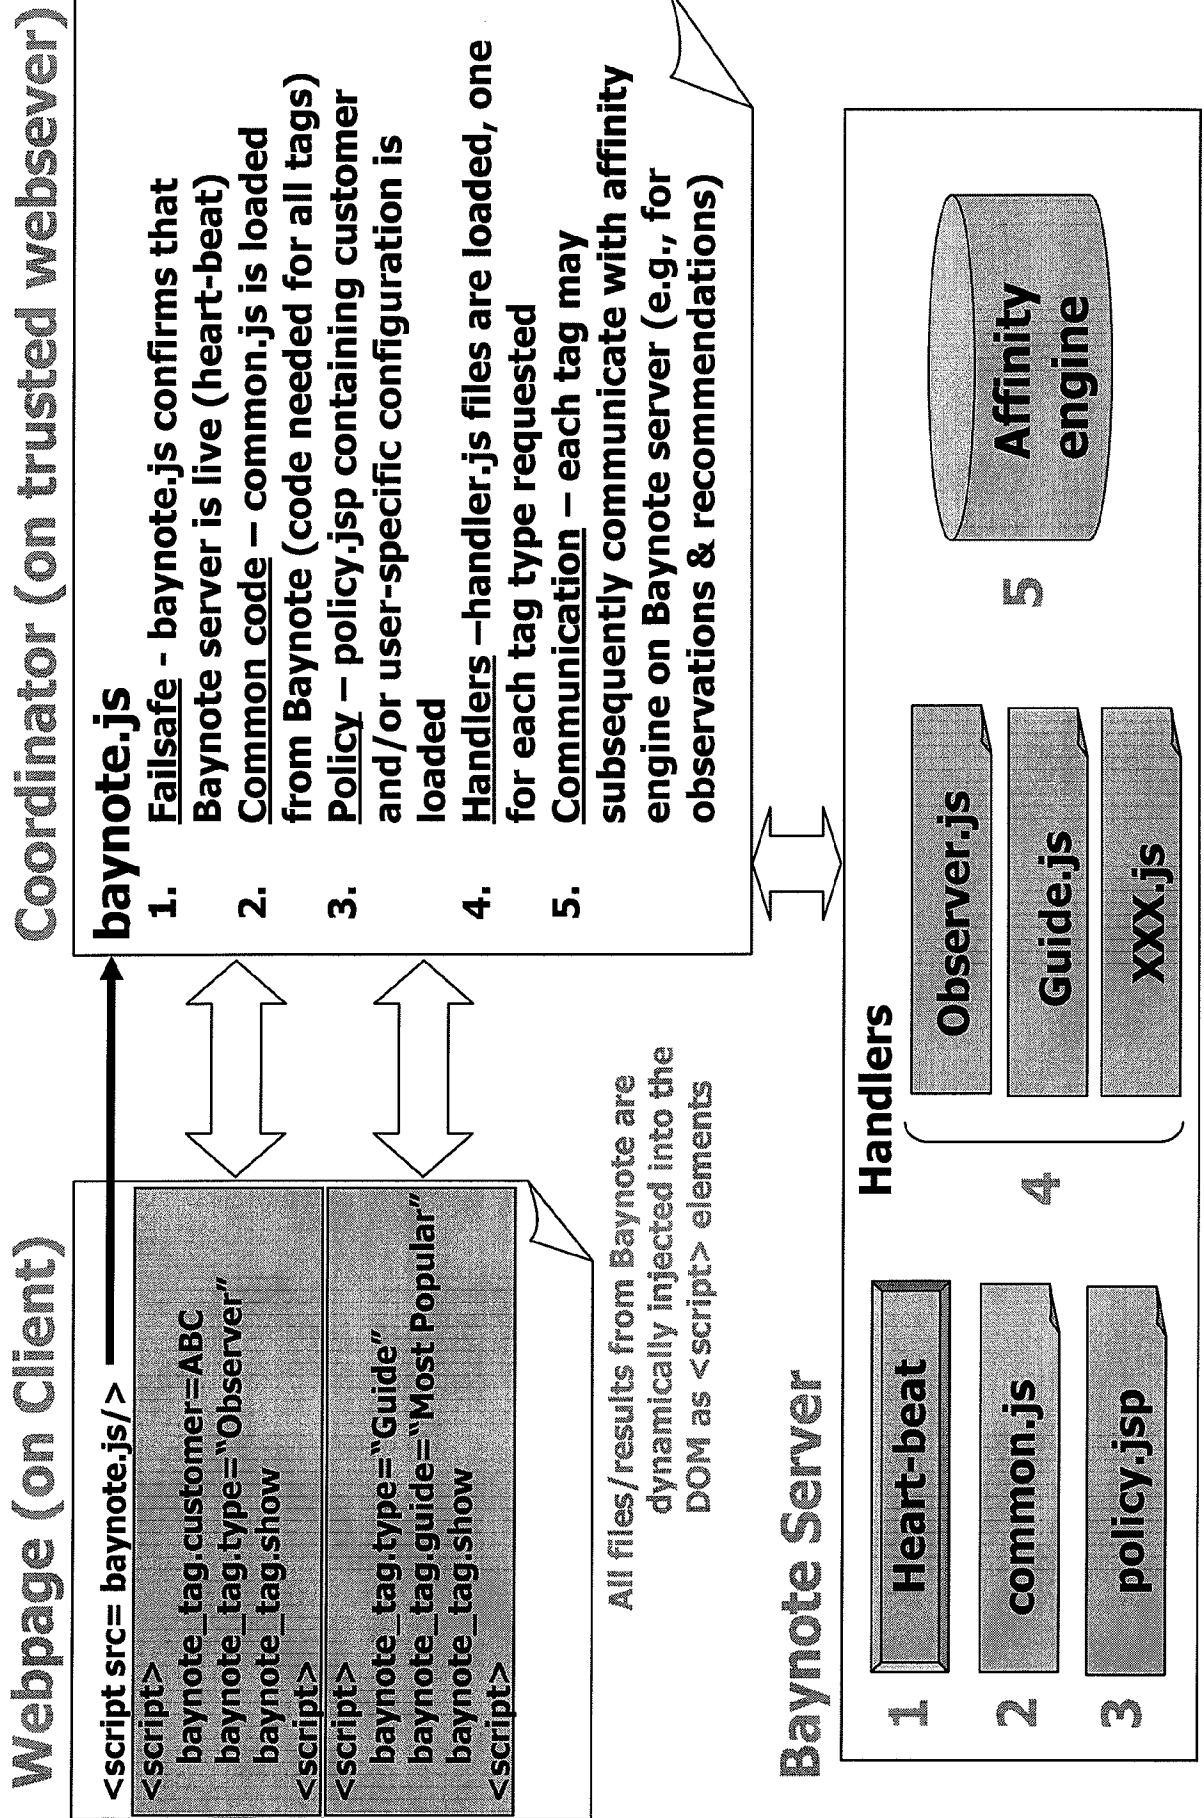 Webpage (on Client)
<script src= baynote.js/>
<script>
baynote_tag.customer=ABC
baynote_tag.type="Observer"
baynote_tag.show
<script>
<script>
baynote_tag.type="Guide"
baynote_tag.guide="Most Popular"
baynote_tag.show
<script>
All files/results from Baynote are
dynamically injected into the
DOM as <script> elements
Coordinator (on trusted websever)
baynote.js
1. Failsafe - baynote.js confirms that
Baynote server is live (heart-beat)
2. Common code – common.js is loaded
from Baynote (code needed for all tags)
3. Policy – policy.jsp containing customer
and/or user-specific configuration is
loaded
4. Handlers –handler.js files are loaded, one
for each tag type requested
5. Communication – each tag may
subsequently communicate with affinity
engine on Baynote server (e.g., for
observations & recommendations)
Baynote Server
1 Heart-beat
2 common.js
3 policy.jsp
Handlers
4
Observer.js
Guide.js
XXX.js
5
Affinity
engine